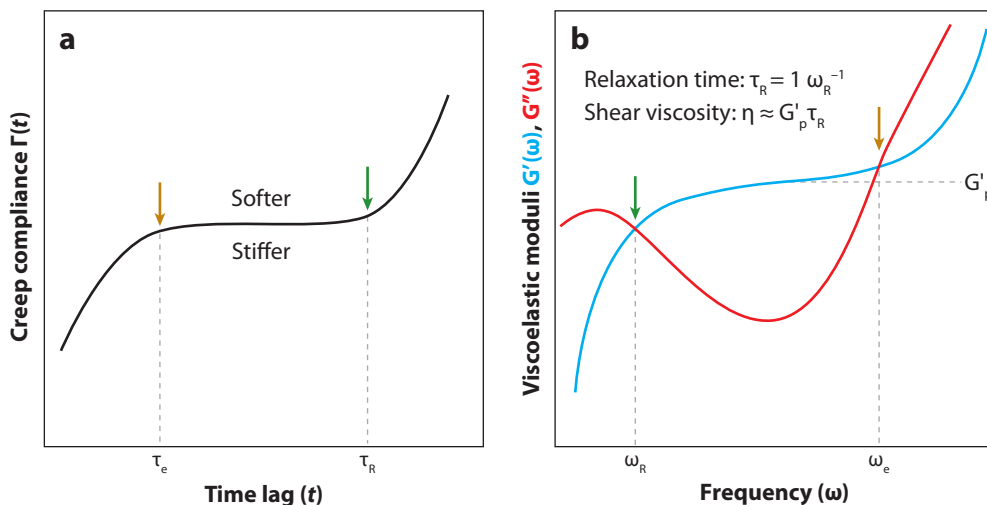 a
Creep compliance Γ(t)
Softer
Stiffer
τe
τR
Time lag (t)
b
Viscoelastic moduli G′(ω), G″(ω)
Relaxation time: τR = 1 ωR⁻¹
Shear viscosity: η ≈ G′pτR
G′p
ωR
ωe
Frequency (ω)